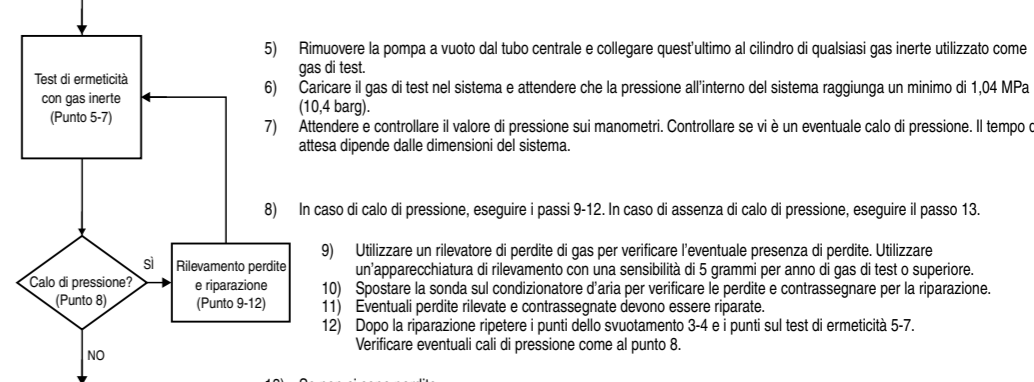 Test di ermeticità
con gas inerte
(Punto 5-7)
5) Rimuovere la pompa a vuoto dal tubo centrale e collegare quest'ultimo al cilindro di qualsiasi gas inerte utilizzato come
gas di test.
6) Caricare il gas di test nel sistema e attendere che la pressione all'interno del sistema raggiunga un minimo di 1,04 MPa
(10,4 barg).
7) Attendere e controllare il valore di pressione sui manometri. Controllare se vi è un eventuale calo di pressione. Il tempo
attesa dipende dalle dimensioni del sistema.
8) In caso di calo di pressione, eseguire i passi 9-12. In caso di assenza di calo di pressione, eseguire il passo 13.
Calo di pressione?
(Punto 8)
SÌ
Rilevamento perdite
e riparazione
(Punto 9-12)
NO
9) Utilizzare un rilevatore di perdite di gas per verificare l'eventuale presenza di perdite. Utilizzare
un'apparecchiatura di rilevamento con una sensibilità di 5 grammi per anno di gas di test o superiore.
10) Spostare la sonda sul condizionatore d'aria per verificare le perdite e contrassegnare per la riparazione.
11) Eventuali perdite rilevate e contrassegnate devono essere riparate.
12) Dopo la riparazione ripetere i punti dello svuotamento 3-4 e i punti sul test di ermeticità 5-7.
Verificare eventuali cali di pressione come al punto 8.